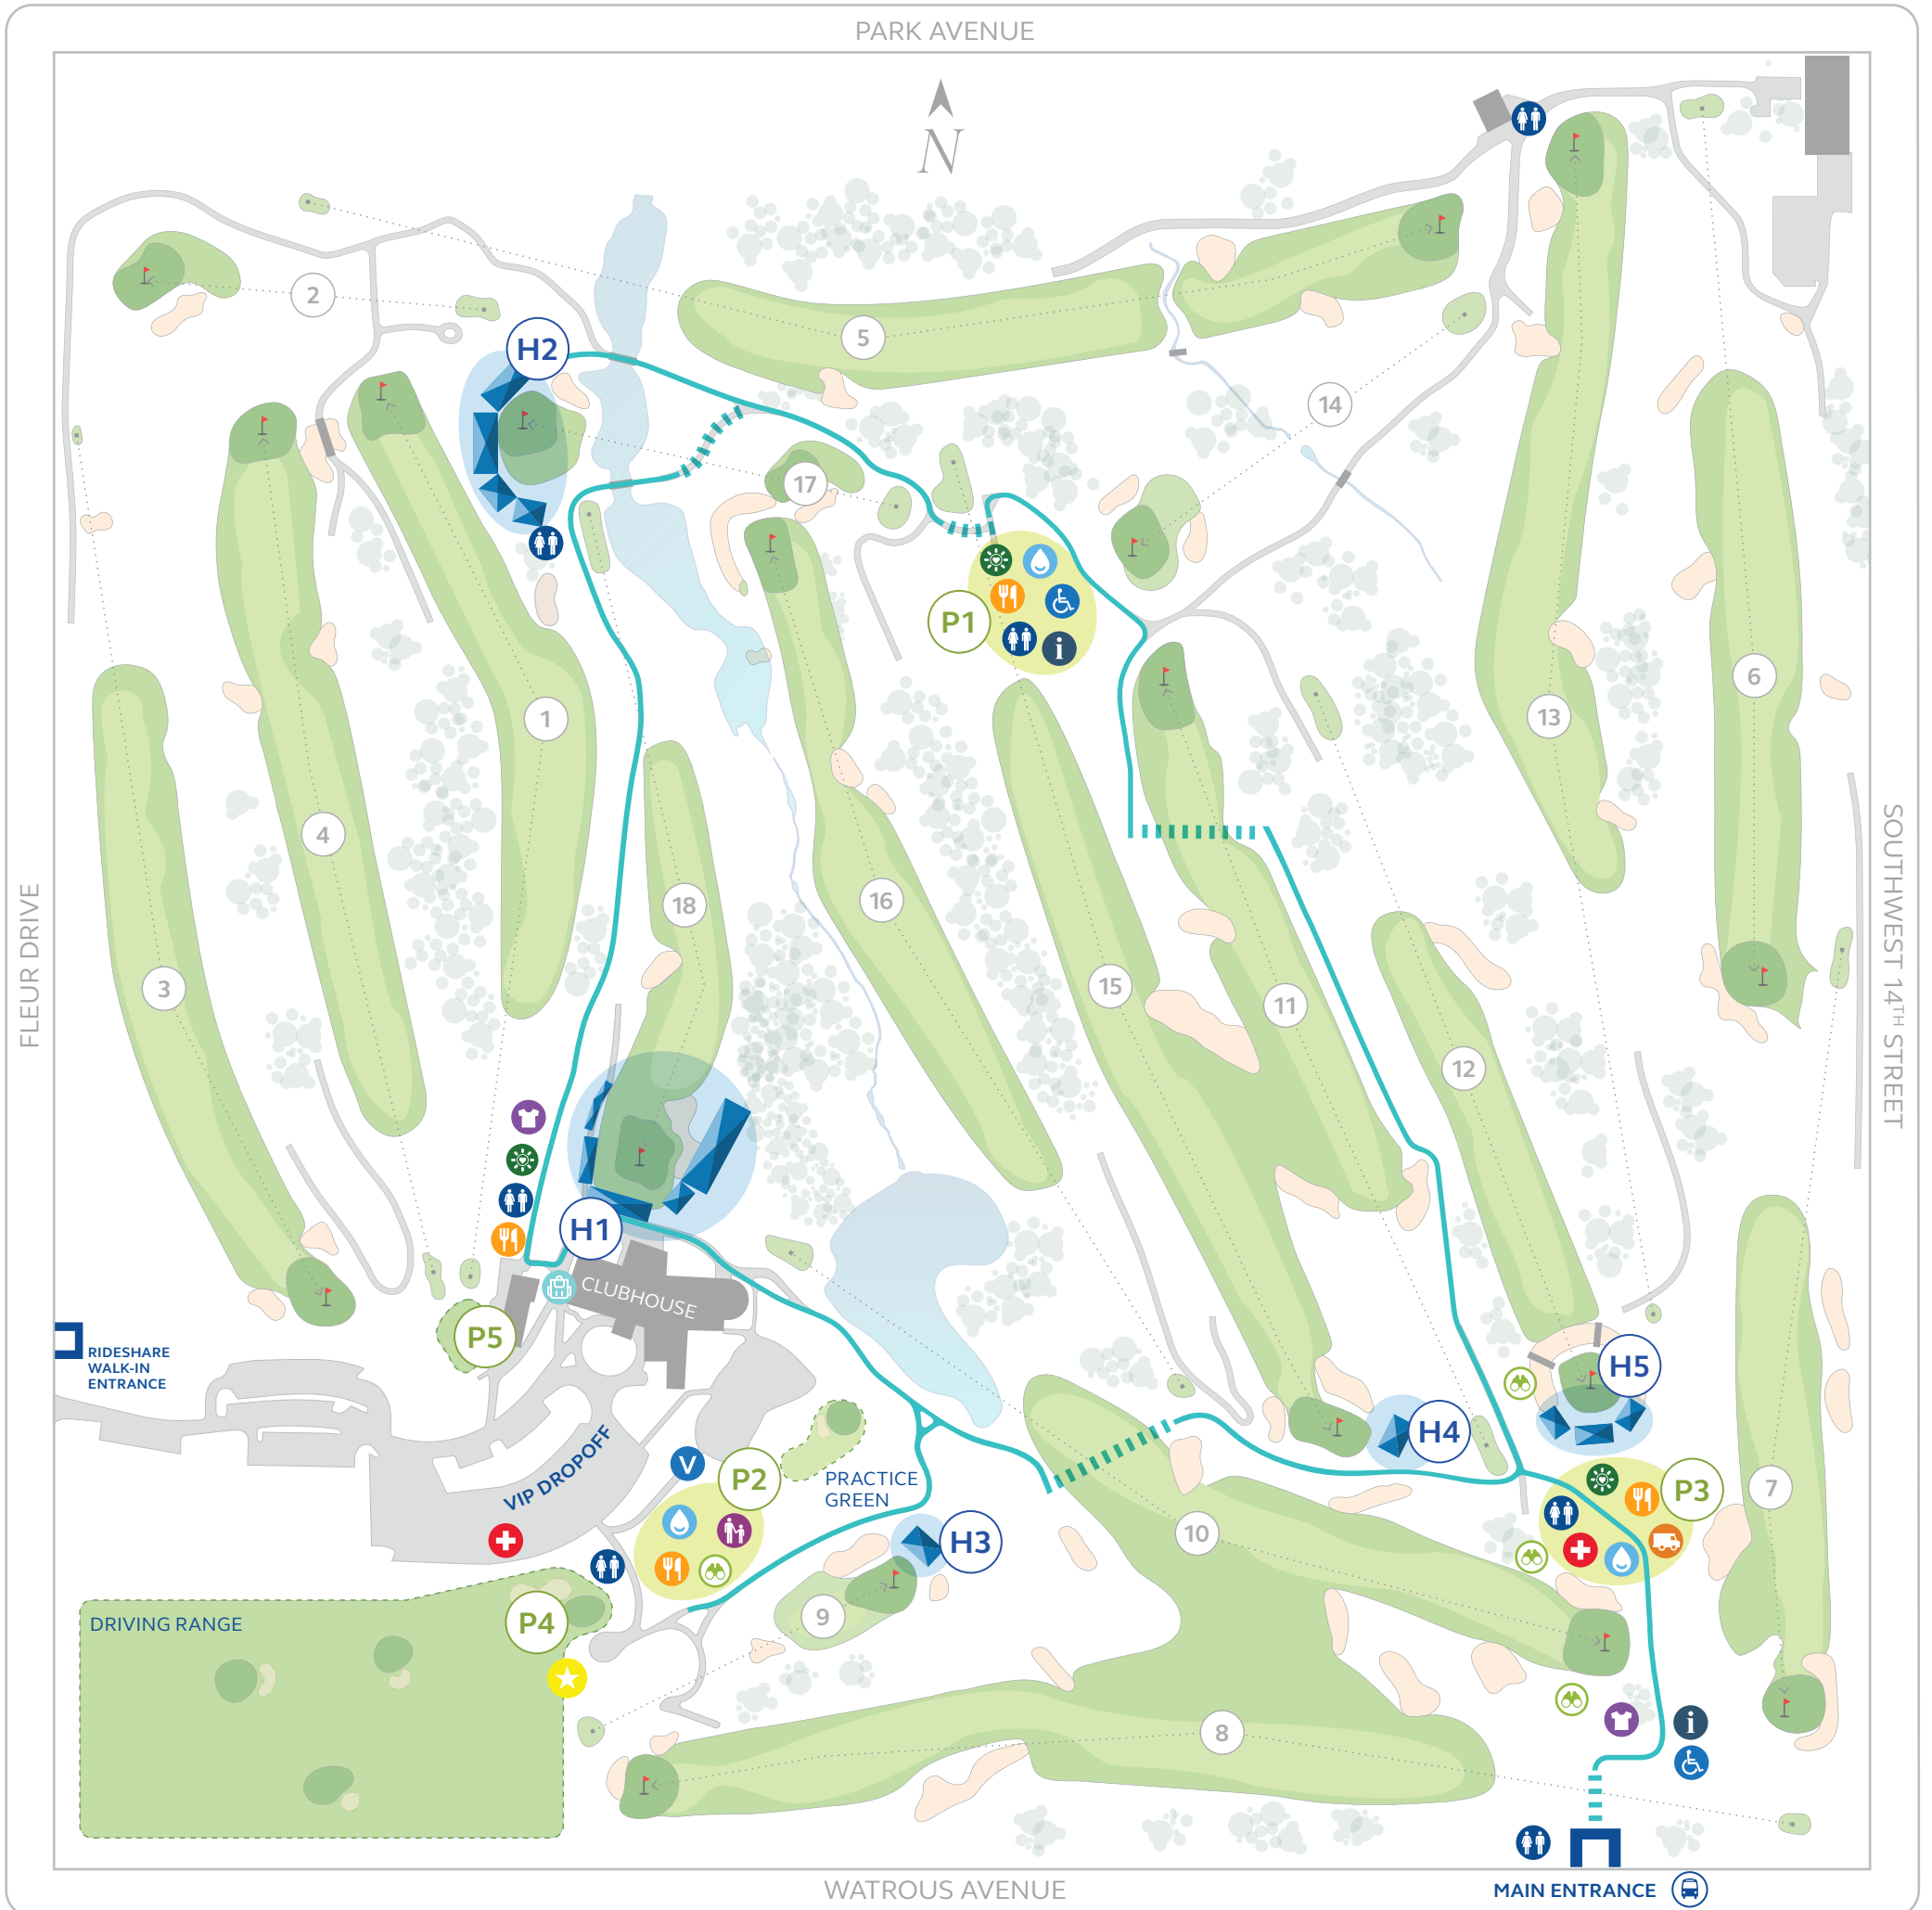 PARK AVENUE
N
2
H2
5
14
17
P1
1
13
6
4
18
16
3
15
11
12
FLEUR DRIVE
SOUTHWEST 14TH STREET
H1
CLUBHOUSE
P5
RIDESHARE
WALK-IN
ENTRANCE
H5
H4
VIP DROPOFF
V
P2
PRACTICE
GREEN
P3
7
10
H3
9
P4
DRIVING RANGE
8
i
i
MAIN ENTRANCE
WATROUS AVENUE